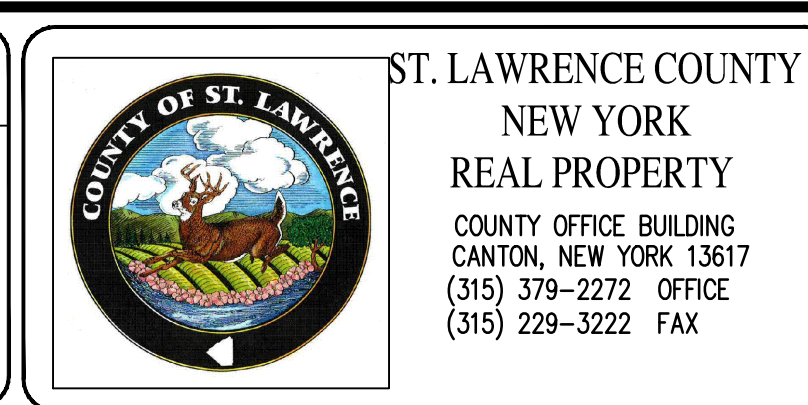 COUNTY OF ST. LAWRENCE
ST. LAWRENCE COUNTY
NEW YORK
REAL PROPERTY
COUNTY OFFICE BUILDING
CANTON, NEW YORK 13617
(315) 379-2272 OFFICE
(315) 229-3222 FAX